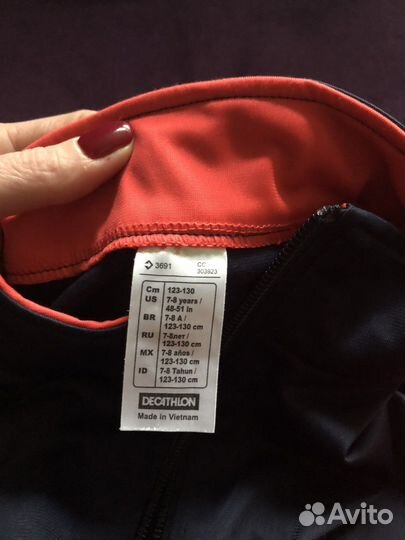 3691 CC 303923
Cm 123-130
US 7-8 years / 48-51 In
BR 7-8 A / 123-130 cm
RU 7-8лет / 123-130 cm
MX 7-8 años / 123-130 cm
ID 7-8 Tahun / 123-130 cm
DECATHLON
Made in Vietnam
Avito